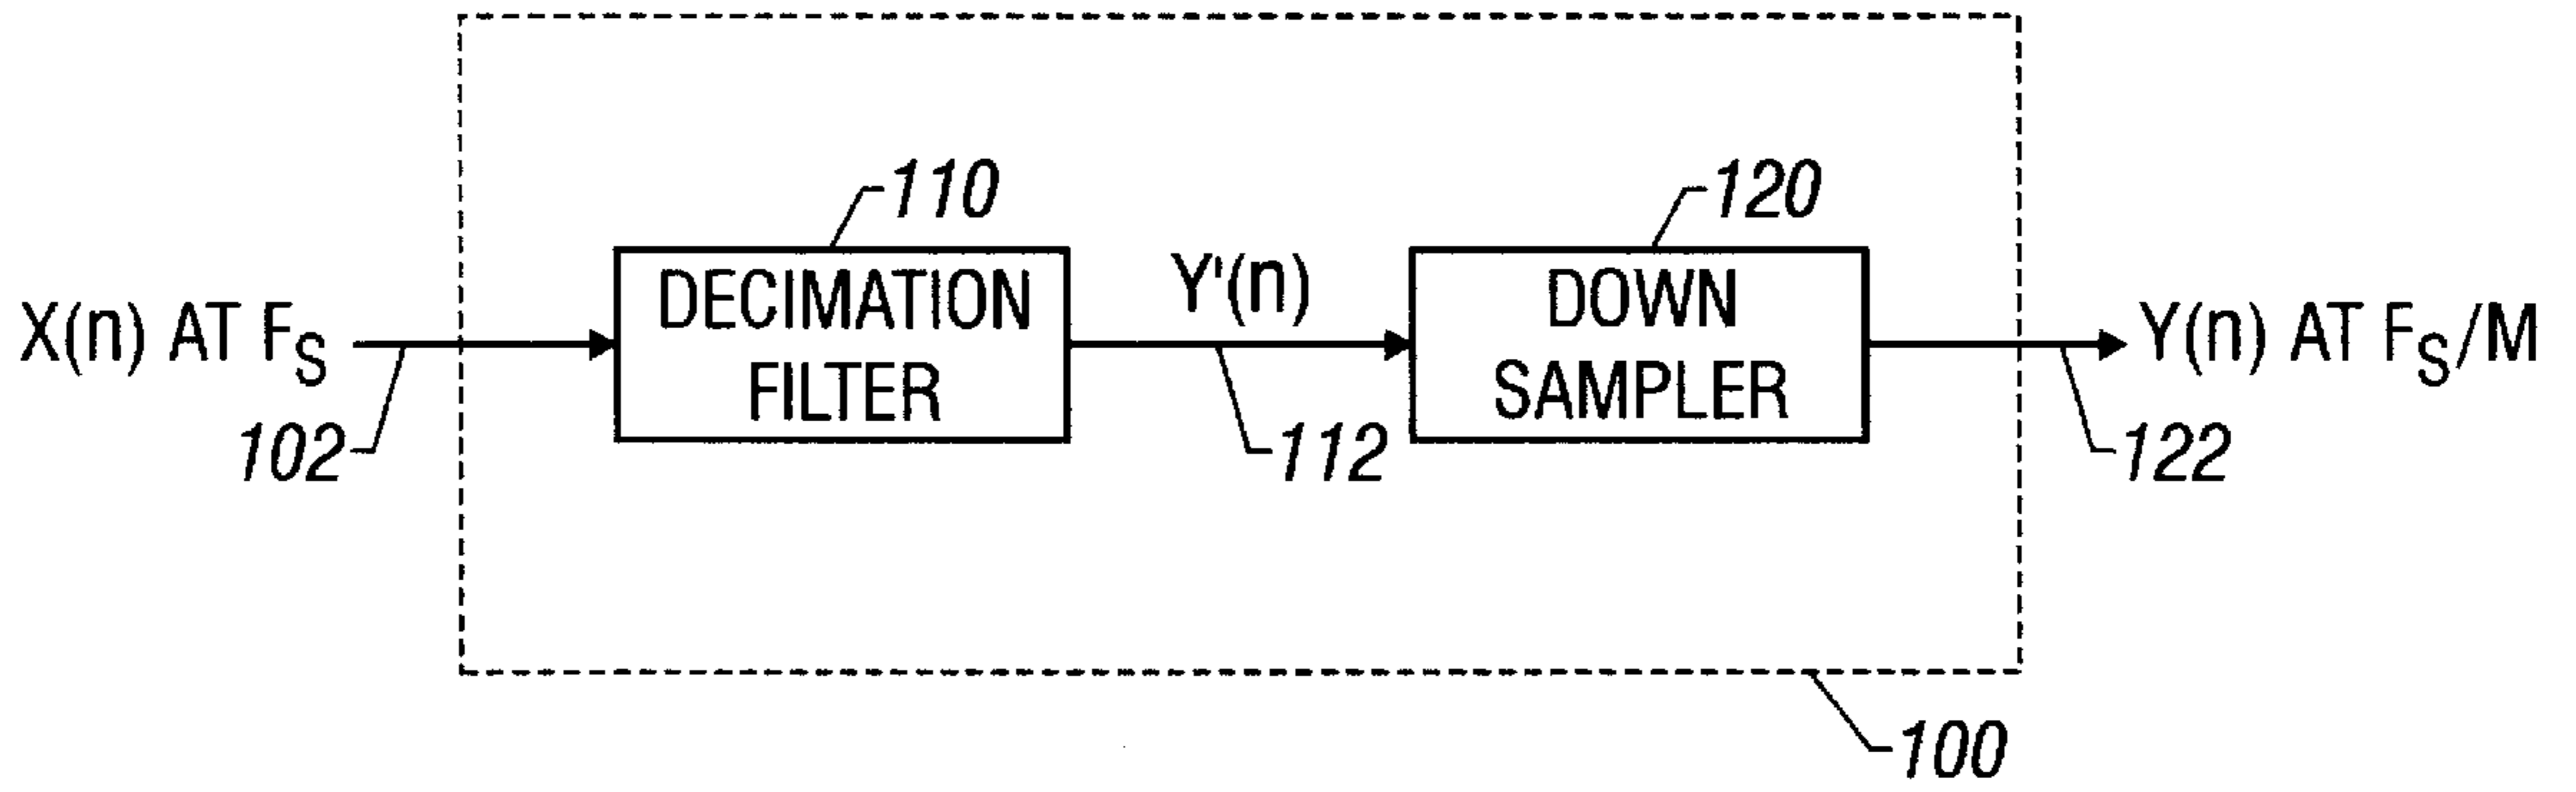 110
120
X(n) AT FS
DECIMATION
FILTER
Y'(n)
DOWN
SAMPLER
Y(n) AT FS/M
102
112
122
100